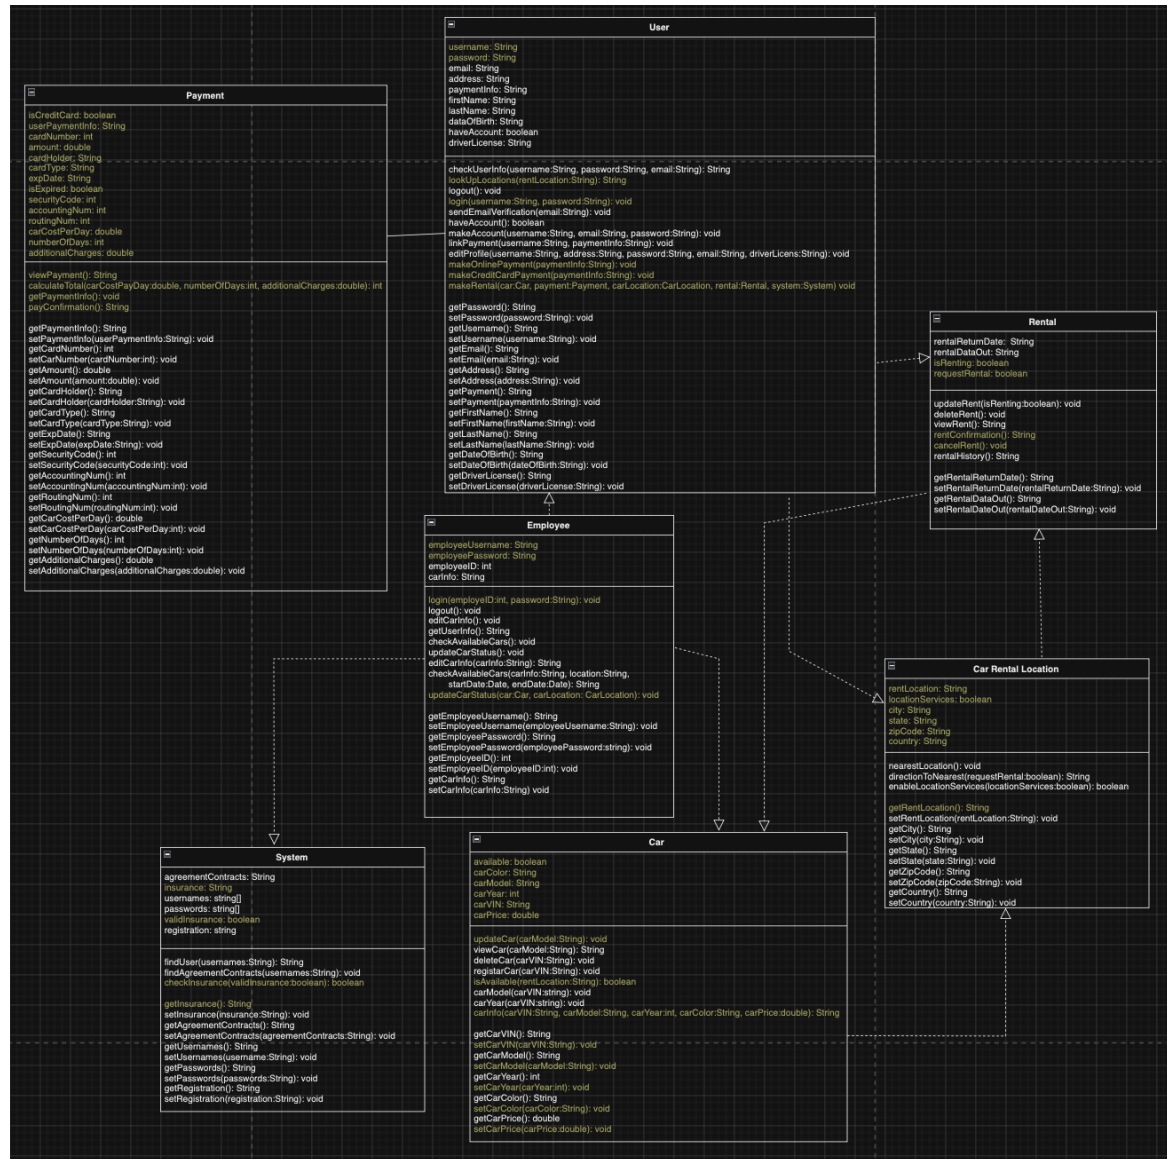 User
username: String
password: String
email: String
address: String
paymentInfo: String
firstName: String
lastName: String
dataOfBirth: String
haveAccount: boolean
driverLicense: String
checkUserInfo(username:String, password:String, email:String): String
lookUpLocations(rentLocation:String): String
logout(): void
login(username:String, password:String): void
sendEmailVerification(email:String): void
haveAccount(): boolean
makeAccount(username:String, email:String, password:String): void
linkPayment(username:String, paymentInfo:String): void
editProfile(username:String, address:String, password:String, email:String, driverLicens:String): void
makeOnlinePayment(paymentInfo:String): void
makeCreditCardPayment(paymentInfo:String): void
makeRental(car:Car, payment:Payment, carLocation:CarLocation, rental:Rental, system:System) void
getPassword(): String
setPassword(password:String): void
getUsername(): String
setUsername(username:String): void
getEmail(): String
setEmail(email:String): void
getAddress(): String
setAddress(address:String): void
getPayment(): String
setPayment(paymentInfo:String): void
getFirstName(): String
setFirstName(firstName:String): void
getLastName(): String
setLastName(lastName:String): void
getDateOfBirth(): String
setDateOfBirth(dateOfBirth:String): void
getDriverLicense(): String
setDriverLicense(driverLicense:String): void
Payment
isCreditCard: boolean
userPaymentInfo: String
cardNumber: int
amount: double
cardHolder: String
cardType: String
expDate: String
isExpired: boolean
securityCode: int
accountingNum: int
routingNum: int
carCostPerDay: double
numberOfDays: int
additionalCharges: double
viewPayment(): String
calculateTotal(carCostPayDay:double, numberOfDays:int, additionalCharges:double): int
getPaymentInfo(): void
payConfirmation(): String
getPaymentInfo(): String
setPaymentInfo(userPaymentInfo:String): void
getCardNumber(): int
setCarNumber(cardNumber:int): void
getAmount(): double
setAmount(amount:double): void
getCardHolder(): String
setCardHolder(cardHolder:String): void
getCardType(): String
setCardType(cardType:String): void
getExpDate(): String
setExpDate(expDate:String): void
getSecurityCode(): int
setSecurityCode(securityCode:int): void
getAccountingNum(): int
setAccountingNum(accountingNum:int): void
getRoutingNum(): int
setRoutingNum(routingNum:int): void
getCarCostPerDay(): double
setCarCostPerDay(carCostPerDay:int): void
getNumberOfDays(): int
setNumberOfDays(numberOfDays:int): void
getAdditionalCharges(): double
setAdditionalCharges(additionalCharges:double): void
Rental
rentalReturnDate: String
rentalDataOut: String
isRenting: boolean
requestRental: boolean
updateRent(isRenting:boolean): void
deleteRent(): void
viewRent(): String
rentConfirmation(): String
cancelRent(): void
rentalHistory(): String
getRentalReturnDate(): String
setRentalReturnDate(rentalReturnDate:String): void
getRentalDataOut(): String
setRentalDateOut(rentalDateOut:String): void
Employee
employeeUsername: String
employeePassword: String
employeeID: int
carInfo: String
login(employeID:int, password:String): void
logout(): void
editCarInfo(): void
getUserInfo(): String
checkAvailableCars(): void
updateCarStatus(): void
editCarInfo(carInfo:String): String
checkAvailableCars(carInfo:String, location:String,
startDate:Date, endDate:Date): String
updateCarStatus(car:Car, carLocation: CarLocation): void
getEmployeeUsername(): String
setEmployeeUsername(employeeUsername:String): void
getEmployeePassword(): String
setEmployeePassword(employeePassword:string): void
getEmployeeID(): int
setEmployeeID(employeeID:int): void
getCarInfo(): String
setCarInfo(carInfo:String) void
Car Rental Location
rentLocation: String
locationServices: boolean
city: String
state: String
zipCode: String
country: String
nearestLocation(): void
directionToNearest(requestRental:boolean): String
enableLocationServices(locationServices:boolean): boolean
getRentLocation(): String
setRentLocation(rentLocation:String): void
getCity(): String
setCity(city:String): void
getState(): String
setState(state:String): void
getZipCode(): String
setZipCode(zipCode:String): void
getCountry(): String
setCountry(country:String): void
System
agreementContracts: String
insurance: String
usernames: string[]
passwords: string[]
validInsurance: boolean
registration: string
findUser(usernames:String): String
findAgreementContracts(usernames:String): void
checkInsurance(validInsurance:boolean): boolean
getInsurance(): String
setInsurance(insurance:String): void
getAgreementContracts(): String
setAgreementContracts(agreementContracts:String): void
getUsernames(): String
setUsernames(username:String): void
getPasswords(): String
setPasswords(passwords:String): void
getRegistration(): String
setRegistration(registration:String): void
Car
available: boolean
carColor: String
carModel: String
carYear: int
carVIN: String
carPrice: double
updateCar(carModel:String): void
viewCar(carModel:String): String
deleteCar(carVIN:String): void
registarCar(carVIN:String): void
isAvailable(rentLocation:String): boolean
carModel(carVIN:string): void
carYear(carVIN:string): void
carInfo(carVIN:String, carModel:String, carYear:int, carColor:String, carPrice:double): String
getCarVIN(): String
setCarVIN(carVIN:String): void
getCarModel(): String
setCarModel(carModel:String): void
getCarYear(): int
setCarYear(carYear:int): void
getCarColor(): String
setCarColor(carColor:String): void
getCarPrice(): double
setCarPrice(carPrice:double): void